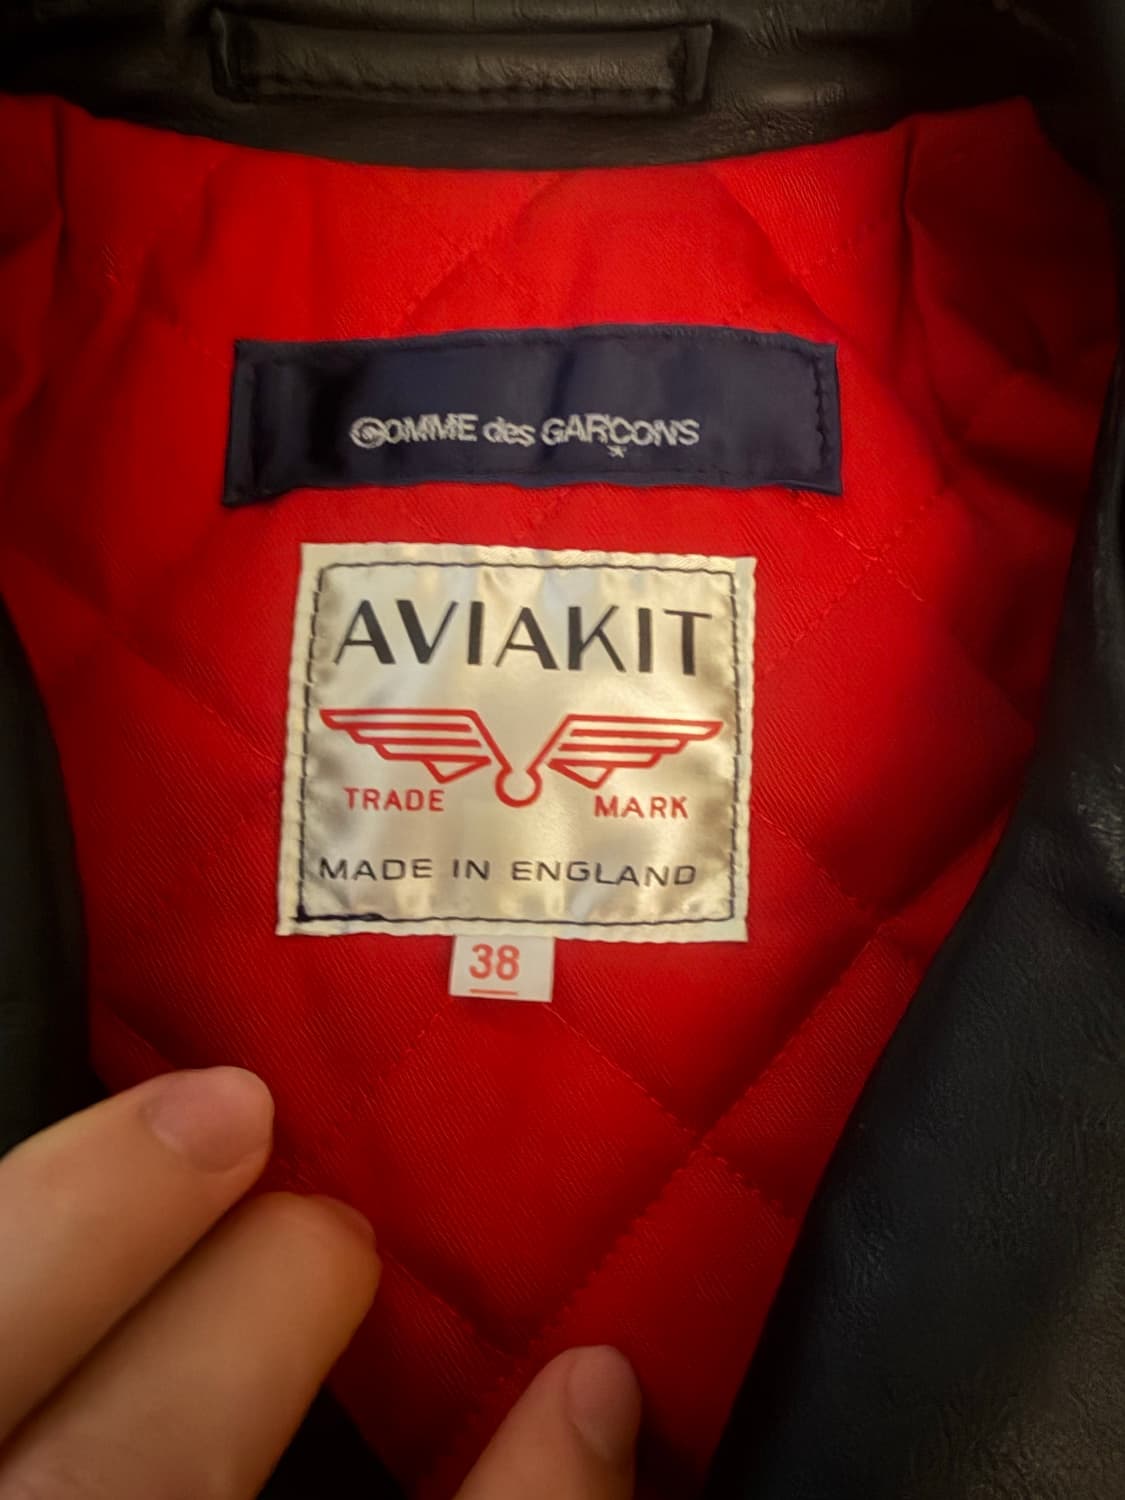 COMME des GARÇONS
AVIAKIT
TRADE MARK
MADE IN ENGLAND
38